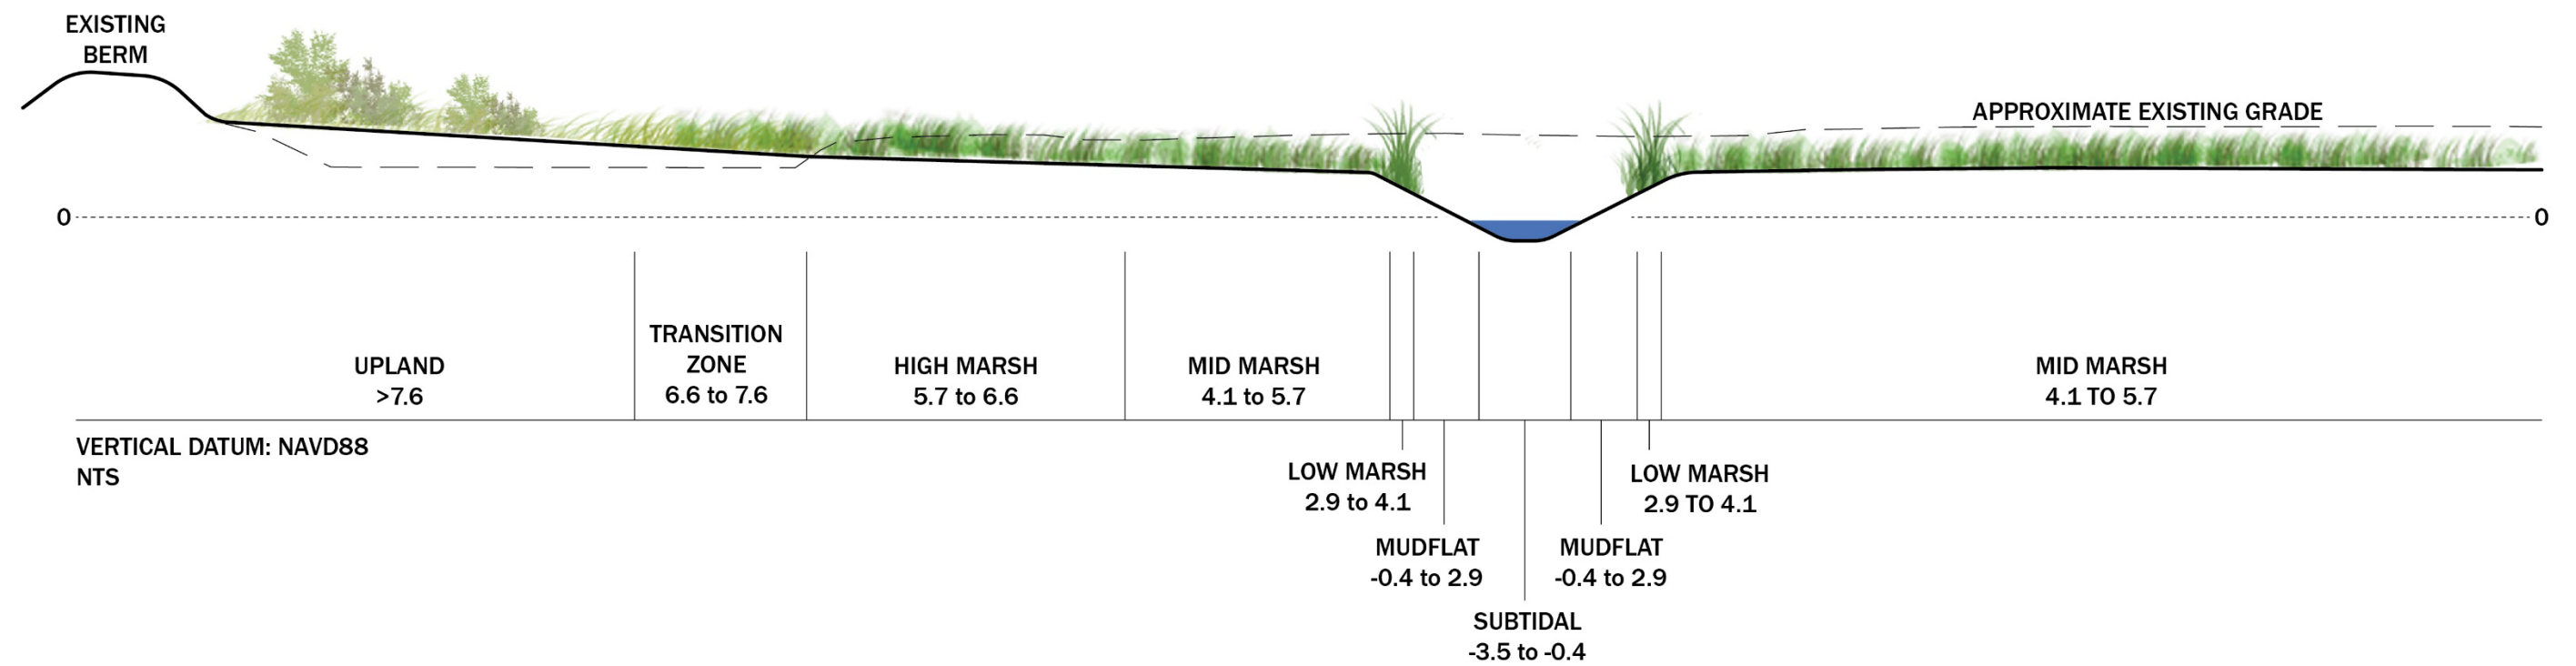 EXISTING
BERM
APPROXIMATE EXISTING GRADE
0
0
UPLAND
>7.6
TRANSITION
ZONE
6.6 to 7.6
HIGH MARSH
5.7 to 6.6
MID MARSH
4.1 to 5.7
MID MARSH
4.1 TO 5.7
VERTICAL DATUM: NAVD88
NTS
LOW MARSH
2.9 to 4.1
LOW MARSH
2.9 TO 4.1
MUDFLAT
-0.4 to 2.9
MUDFLAT
-0.4 to 2.9
SUBTIDAL
-3.5 to -0.4